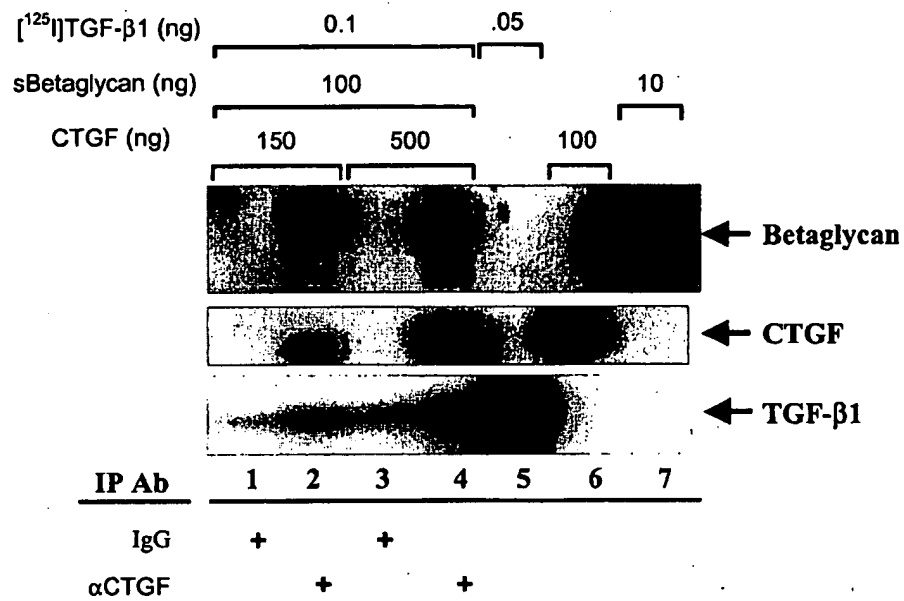 [¹²⁵I]TGF-β1 (ng) 0.1 .05
sBetaglycan (ng) 100 10
CTGF (ng) 150 500 100
Betaglycan
CTGF
TGF-β1
IP Ab 1 2 3 4 5 6 7
IgG + +
αCTGF + +